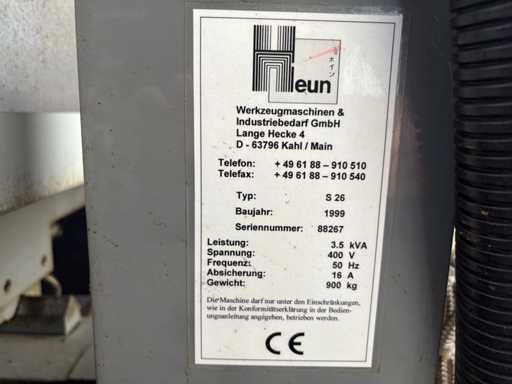 Heun
ホイン
Werkzeugmaschinen &
Industriebedarf GmbH
Lange Hecke 4
D - 63796 Kahl / Main
Telefon: + 49 61 88 – 910 510
Telefax: + 49 61 88 – 910 540
Typ: S 26
Baujahr: 1999
Seriennummer: 88267
Leistung: 3.5 kVA
Spannung: 400 V
Frequenz: 50 Hz
Absicherung: 16 A
Gewicht: 900 kg
Die Maschine darf nur unter den Einschränkungen,
wie in der Konformitätserklärung in der Bedien-
ungsanleitung angegeben, betrieben werden.
CE